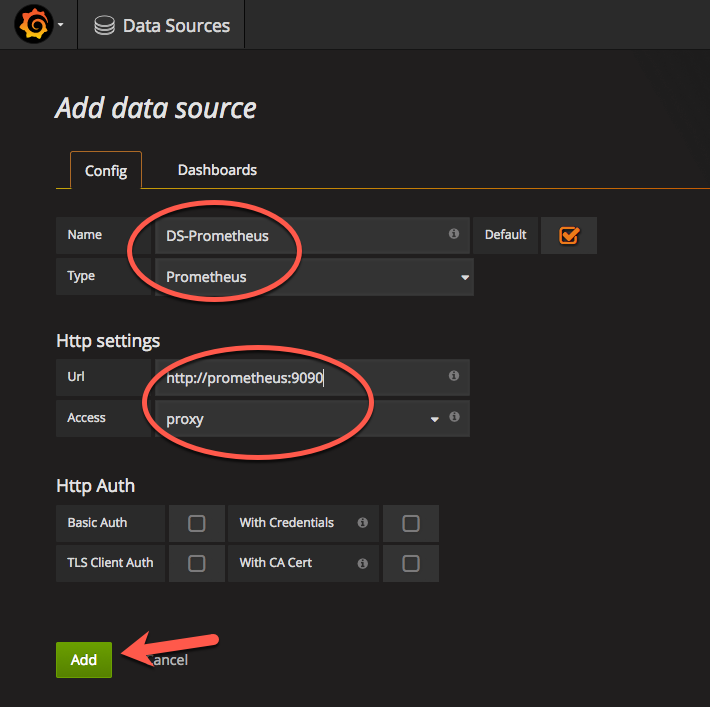 Data Sources
Add data source
Config Dashboards
Name DS-Prometheus Default
Type Prometheus
Http settings
Url http://prometheus:9090
Access proxy
Http Auth
Basic Auth With Credentials
TLS Client Auth With CA Cert
Add ancel